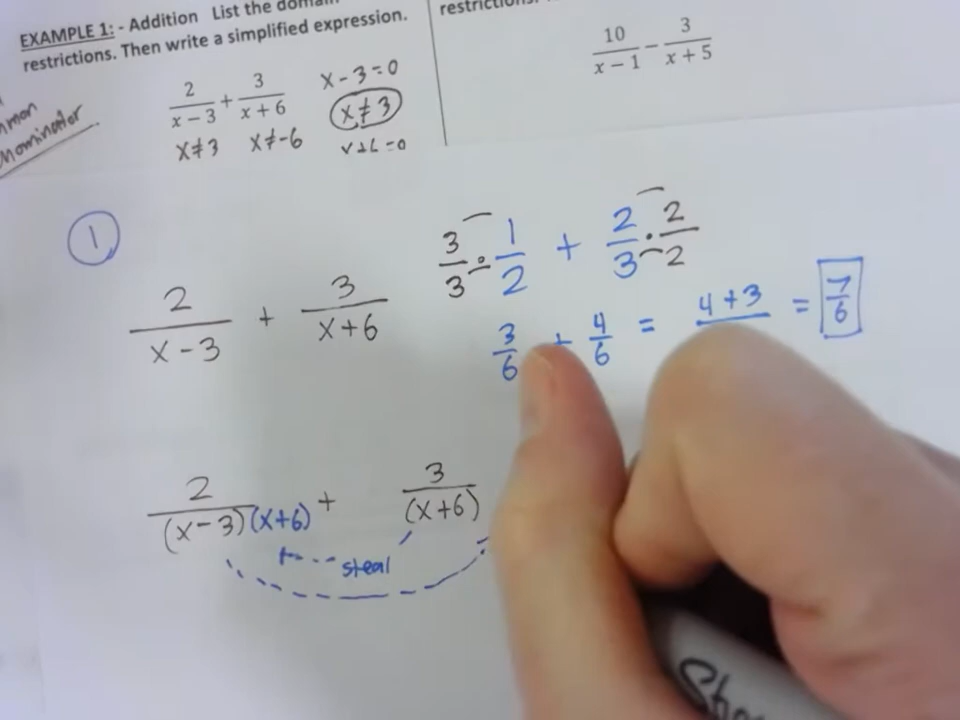 EXAMPLE 1: - Addition List the domain
restrictions. Then write a simplified expression.
2/(x − 3) + 3/(x + 6)
x - 3 = 0
x ≠ 3
x ≠ 3 x ≠ -6
x + 6 = 0
restrictions.
10/(x − 1) − 3/(x + 5)
1
2/(x - 3) + 3/(x + 6)
3/3 · 1/2 + 2/3 · 2/2
3/6 + 4/6 = 4 + 3 = 7/6
2/(x - 3)(x + 6) + 3/(x + 6)
steal